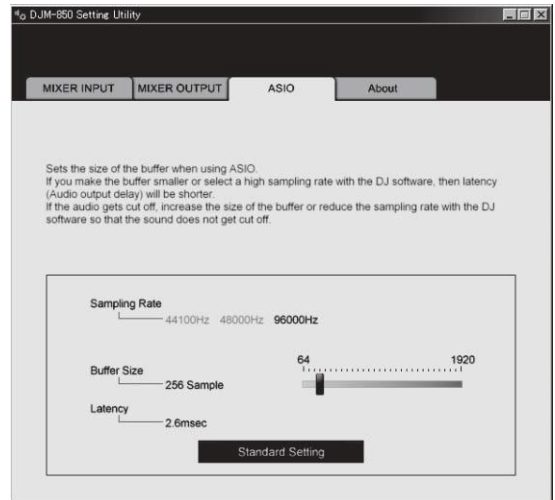 DJM-850 Setting Utility
MIXER INPUT MIXER OUTPUT ASIO About
Sets the size of the buffer when using ASIO.
If you make the buffer smaller or select a high sampling rate with the DJ software, then latency
(Audio output delay) will be shorter.
If the audio gets cut off, increase the size of the buffer or reduce the sampling rate with the DJ
software so that the sound does not get cut off.
Sampling Rate
44100Hz 48000Hz 96000Hz
64 1920
Buffer Size
256 Sample
Latency
2.6msec
Standard Setting